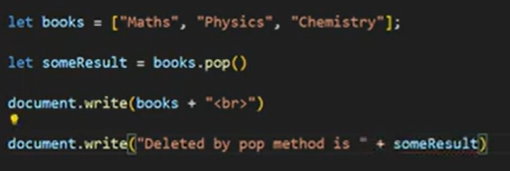 let books = ["Maths", "Physics", "Chemistry"];
let someResult = books.pop()
document.write(books + "<br>")
document.write("Deleted by pop method is " + someResult)